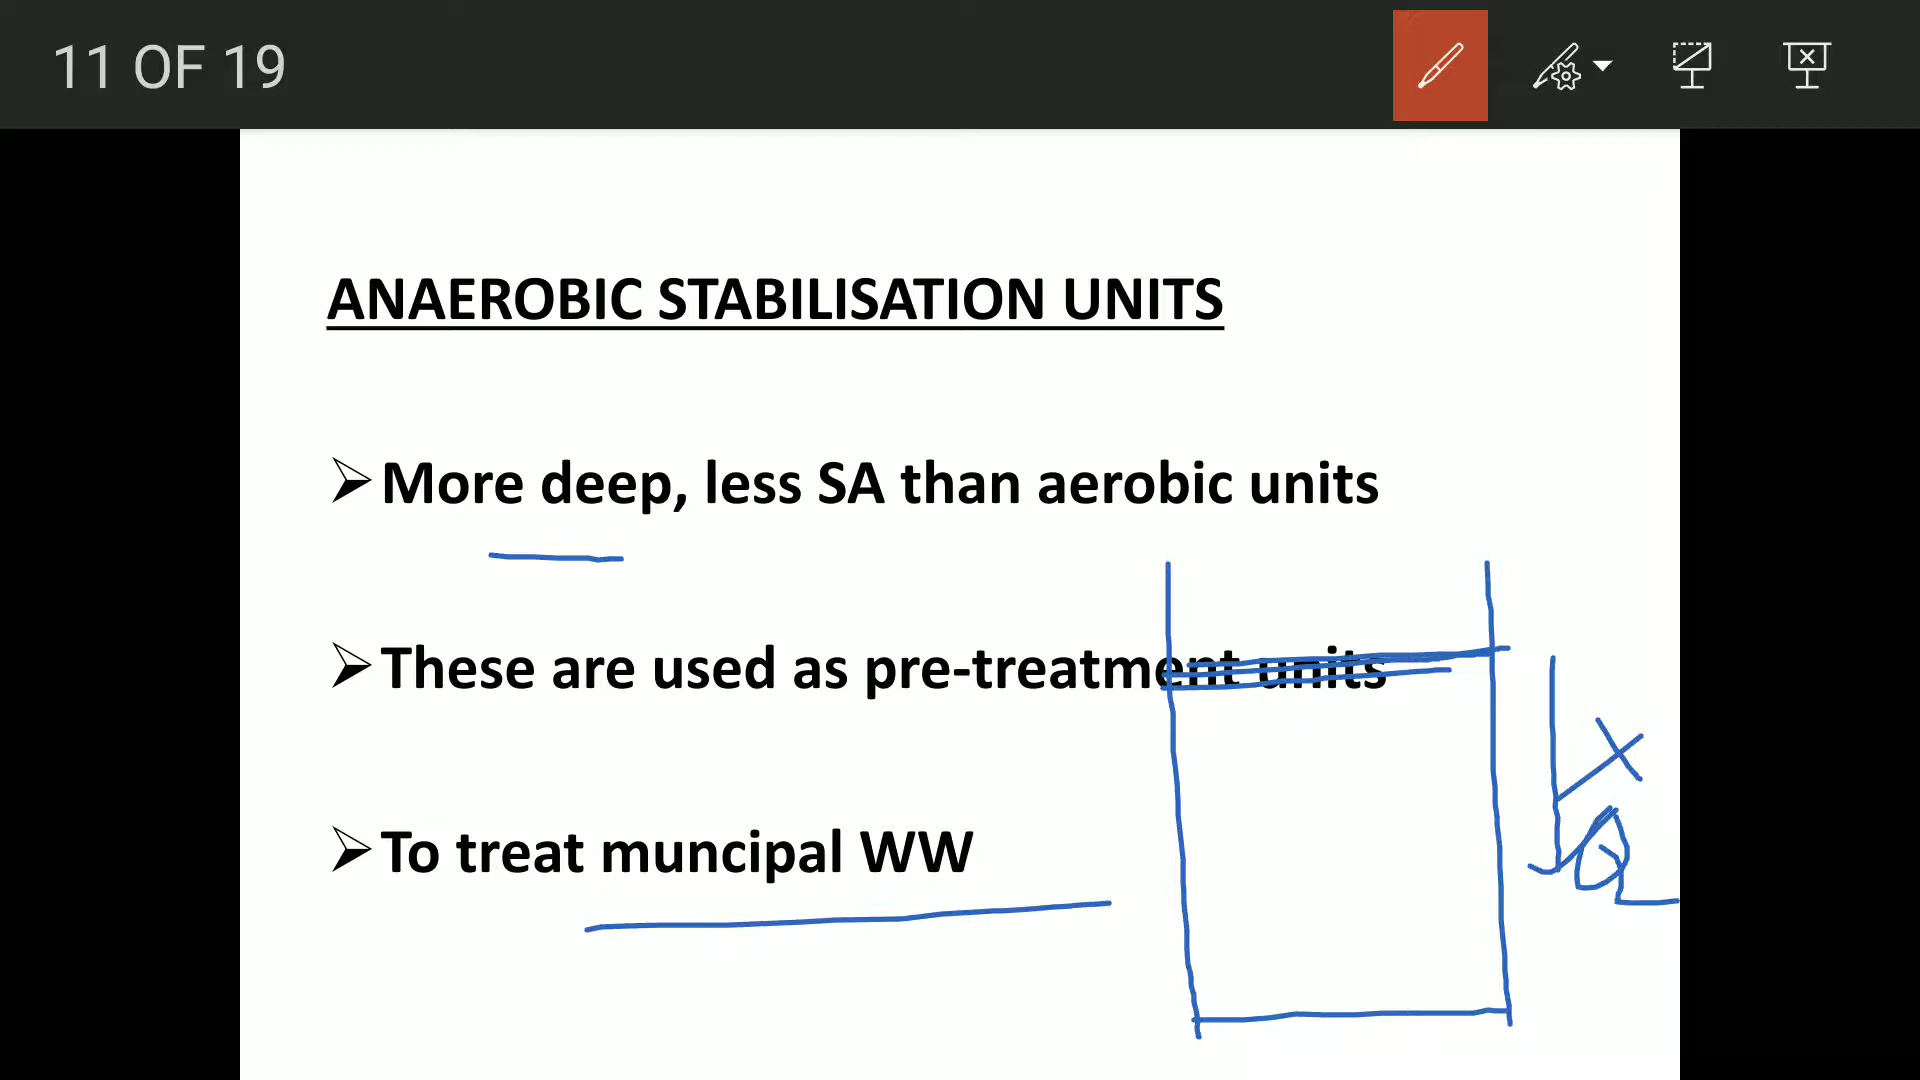 11 OF 19
ANAEROBIC STABILISATION UNITS
➢More deep, less SA than aerobic units
➢These are used as pre-treatment units
➢To treat muncipal WW